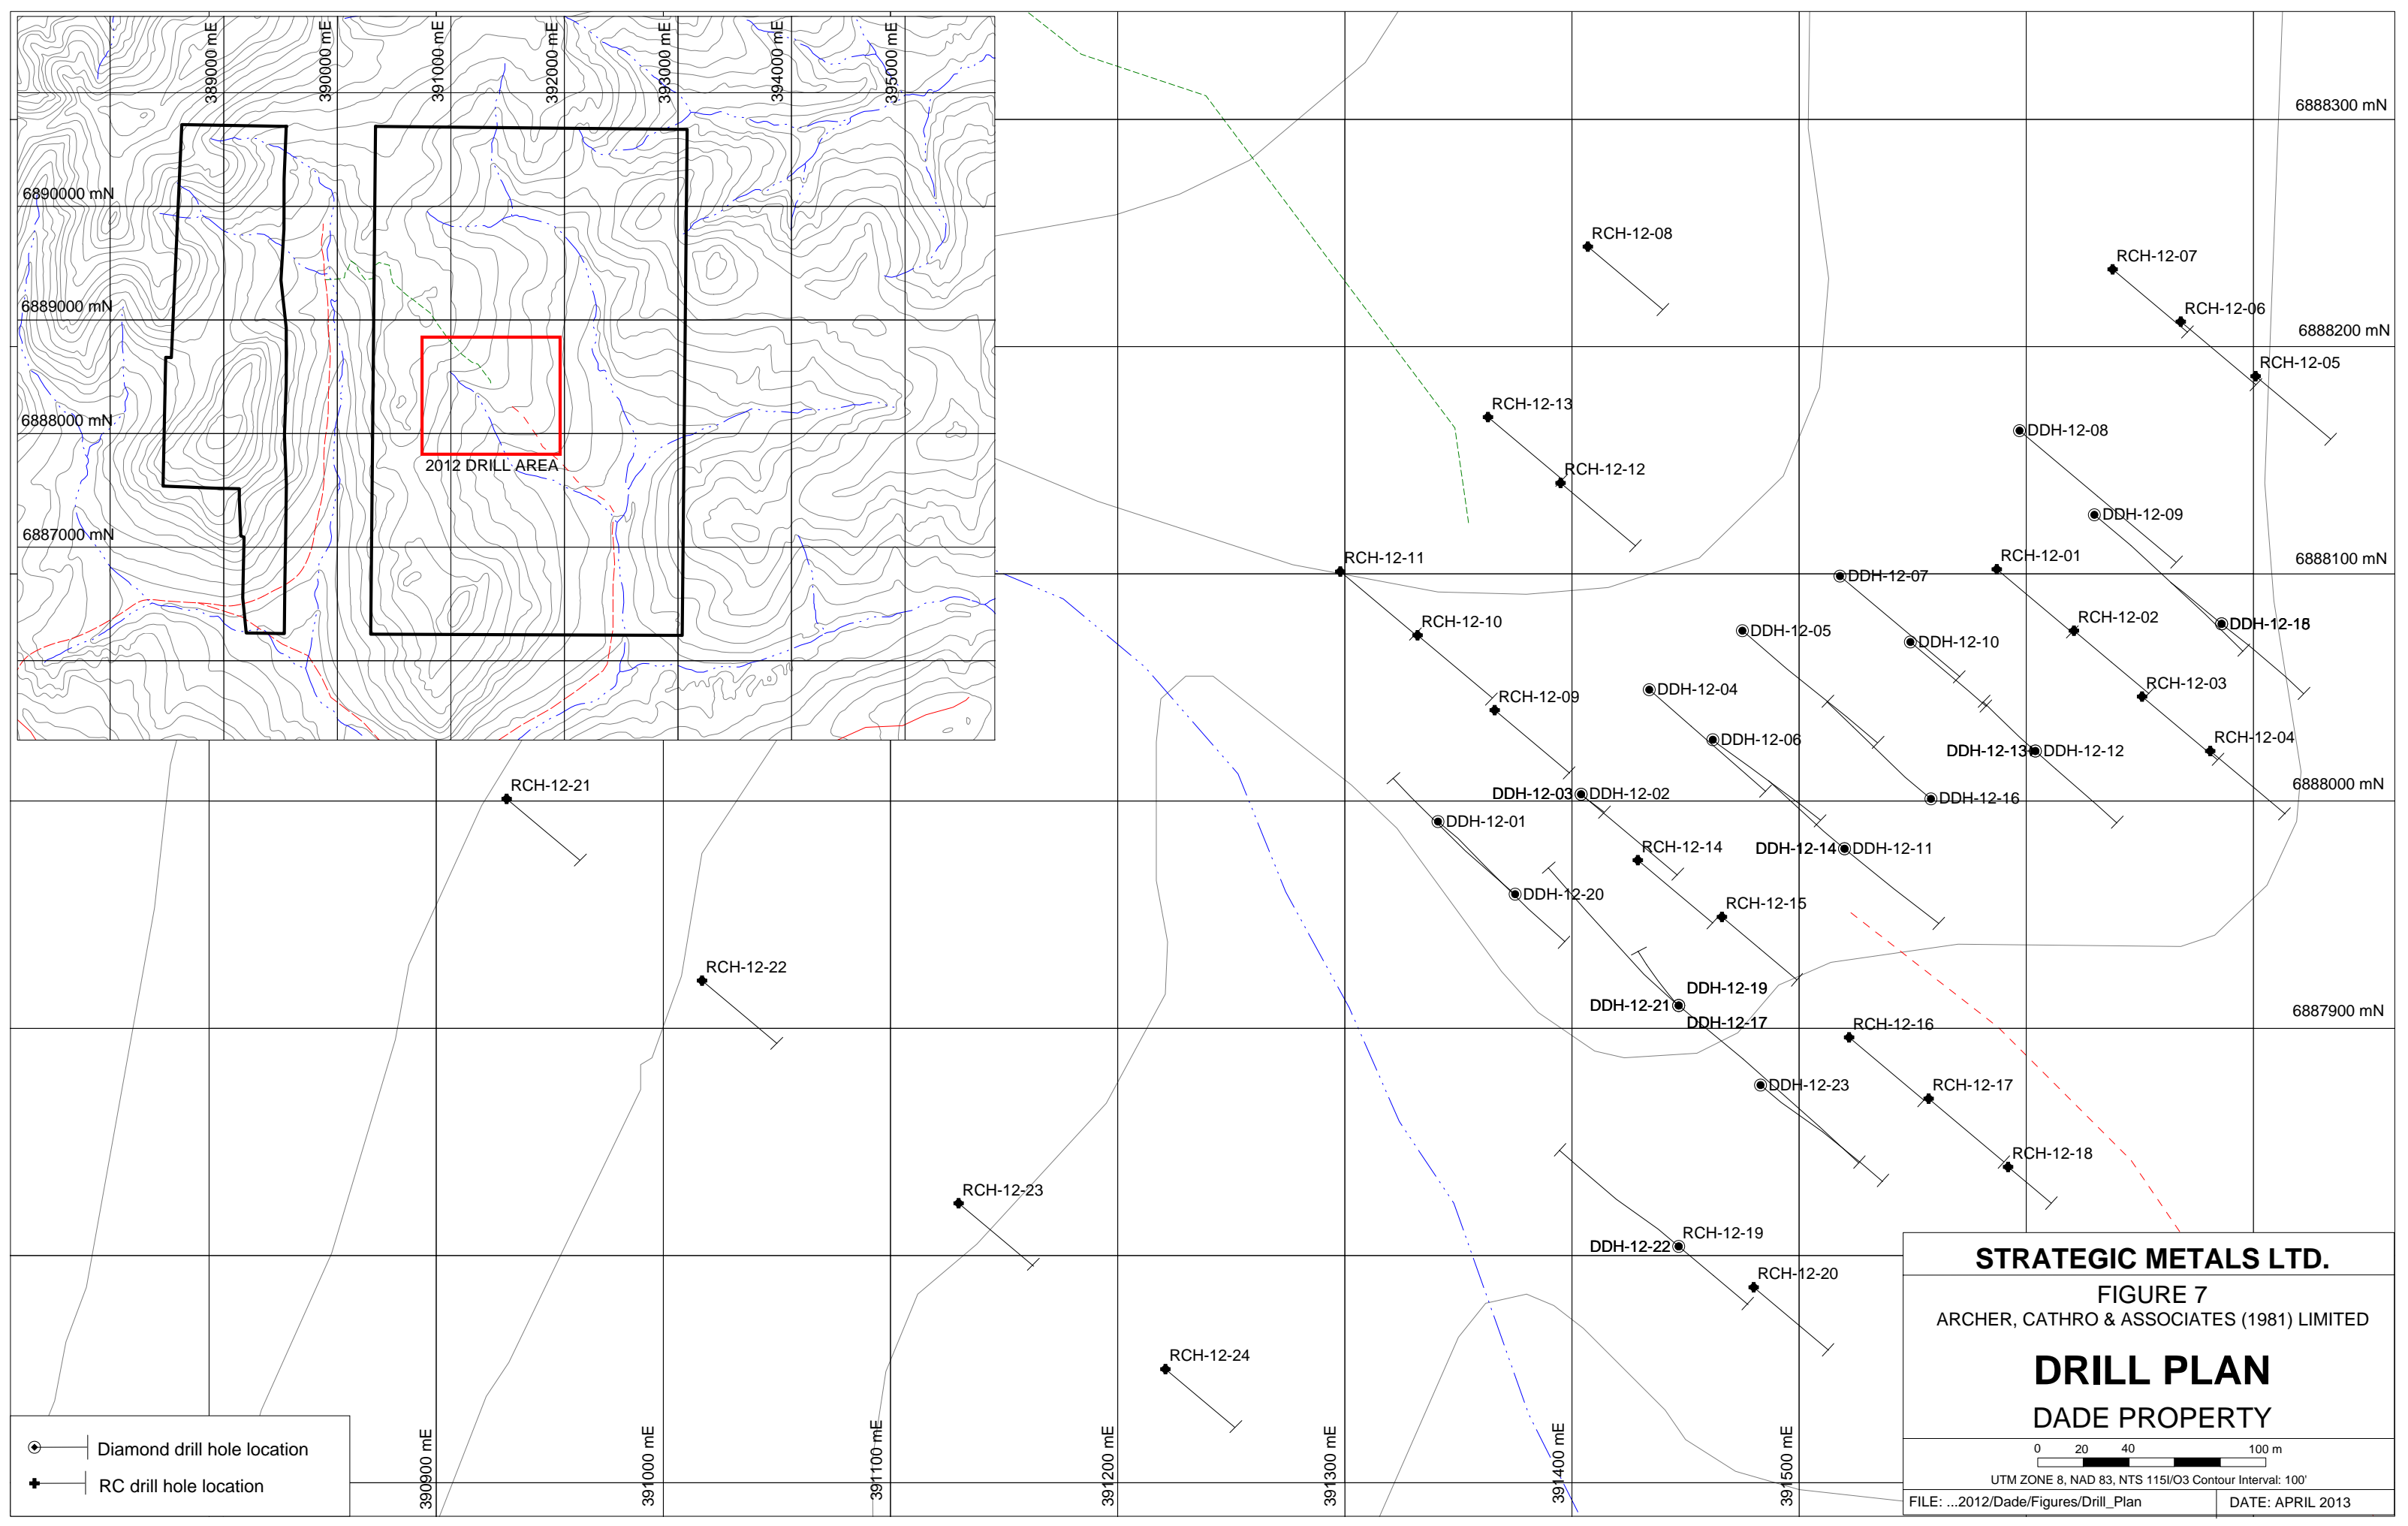 389000 mE
390000 mE
391000 mE
392000 mE
393000 mE
394000 mE
395000 mE
6890000 mN
6889000 mN
6888000 mN
6887000 mN
2012 DRILL AREA
6888300 mN
6888200 mN
6888100 mN
6888000 mN
6887900 mN
RCH-12-08
RCH-12-07
RCH-12-06
RCH-12-05
RCH-12-13
RCH-12-12
DDH-12-08
DDH-12-09
RCH-12-11
RCH-12-01
DDH-12-07
RCH-12-10
RCH-12-02
DDH-12-05
DDH-12-10
DDH-12-04
RCH-12-03
RCH-12-09
DDH-12-06
DDH-12-13
DDH-12-12
RCH-12-04
RCH-12-21
DDH-12-03
DDH-12-02
DDH-12-16
DDH-12-01
RCH-12-14
DDH-12-14
DDH-12-11
DDH-12-20
RCH-12-15
RCH-12-22
DDH-12-19
DDH-12-21
DDH-12-17
RCH-12-16
DDH-12-23
RCH-12-17
RCH-12-18
RCH-12-23
RCH-12-19
DDH-12-22
RCH-12-20
RCH-12-24
390900 mE
391000 mE
391100 mE
391200 mE
391300 mE
391400 mE
391500 mE
Diamond drill hole location
RC drill hole location
STRATEGIC METALS LTD.
FIGURE 7
ARCHER, CATHRO & ASSOCIATES (1981) LIMITED
DRILL PLAN
DADE PROPERTY
0 20 40 100 m
UTM ZONE 8, NAD 83, NTS 115I/O3 Contour Interval: 100'
FILE: ...2012/Dade/Figures/Drill_Plan
DATE: APRIL 2013